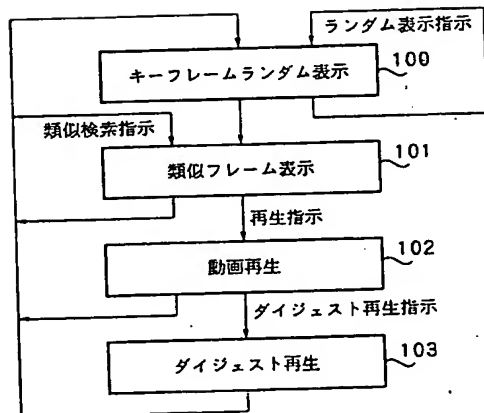 ランダム表示指示
キーフレームランダム表示
100
類似検索指示
類似フレーム表示
101
再生指示
動画再生
102
ダイジェスト再生指示
ダイジェスト再生
103